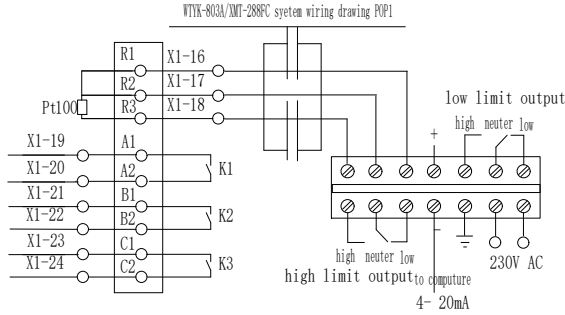 WTYK-803A/XMT-288FC syetem wiring drawing POP1
R1 X1-16
R2 X1-17
R3 X1-18
Pt100
low limit output
high neuter low
+
X1-19 A1
X1-20 A2 K1
X1-21 B1
X1-22 B2 K2
X1-23 C1
X1-24 C2 K3
-
high neuter low
high limit output
to computure
230V AC
4- 20mA